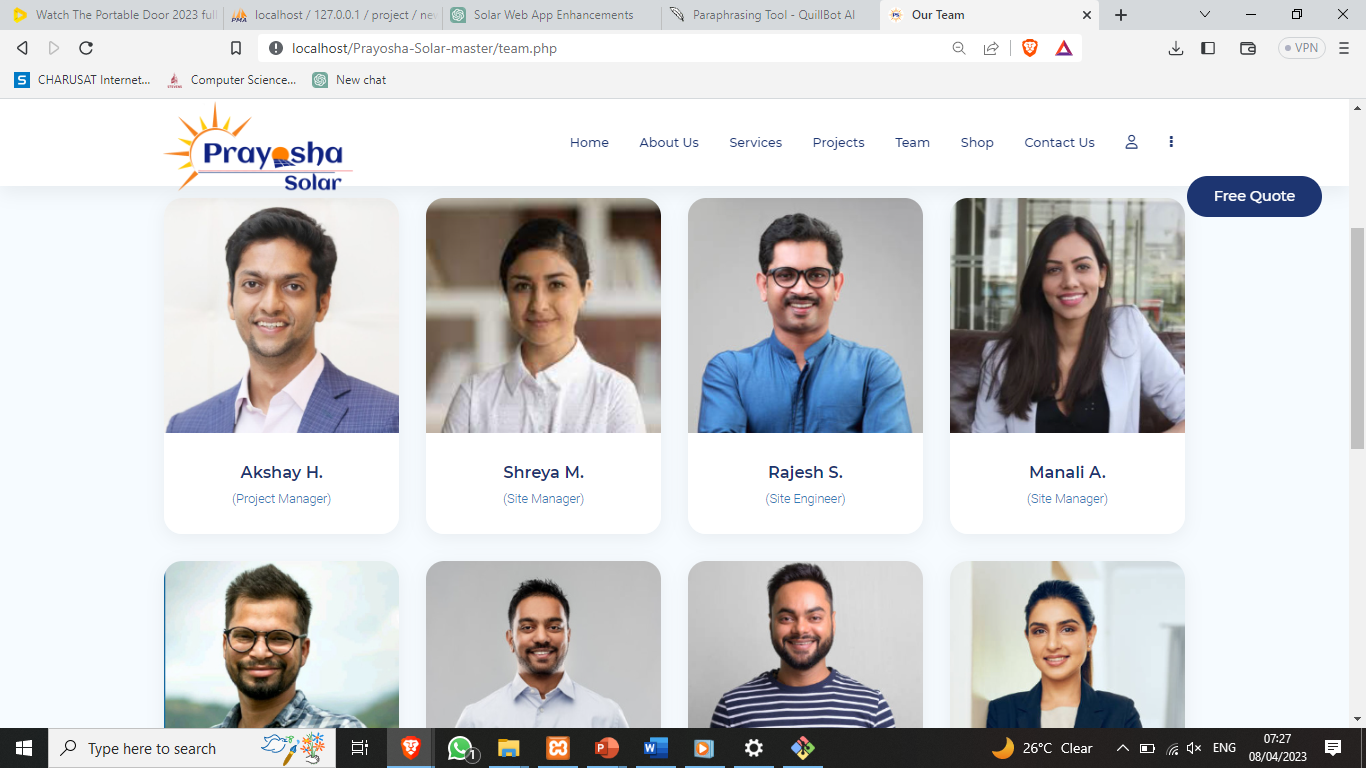 Watch The Portable Door 2023 full
localhost / 127.0.0.1 / project / ne
Solar Web App Enhancements
Paraphrasing Tool - QuillBot AI
Our Team
localhost/Prayosha-Solar-master/team.php
VPN
CHARUSAT Internet...
Computer Science...
New chat
Prayosha
Solar
Home
About Us
Services
Projects
Team
Shop
Contact Us
Free Quote
Akshay H.
(Project Manager)
Shreya M.
(Site Manager)
Rajesh S.
(Site Engineer)
Manali A.
(Site Manager)
Type here to search
1
26°C Clear
ENG
07:27
08/04/2023